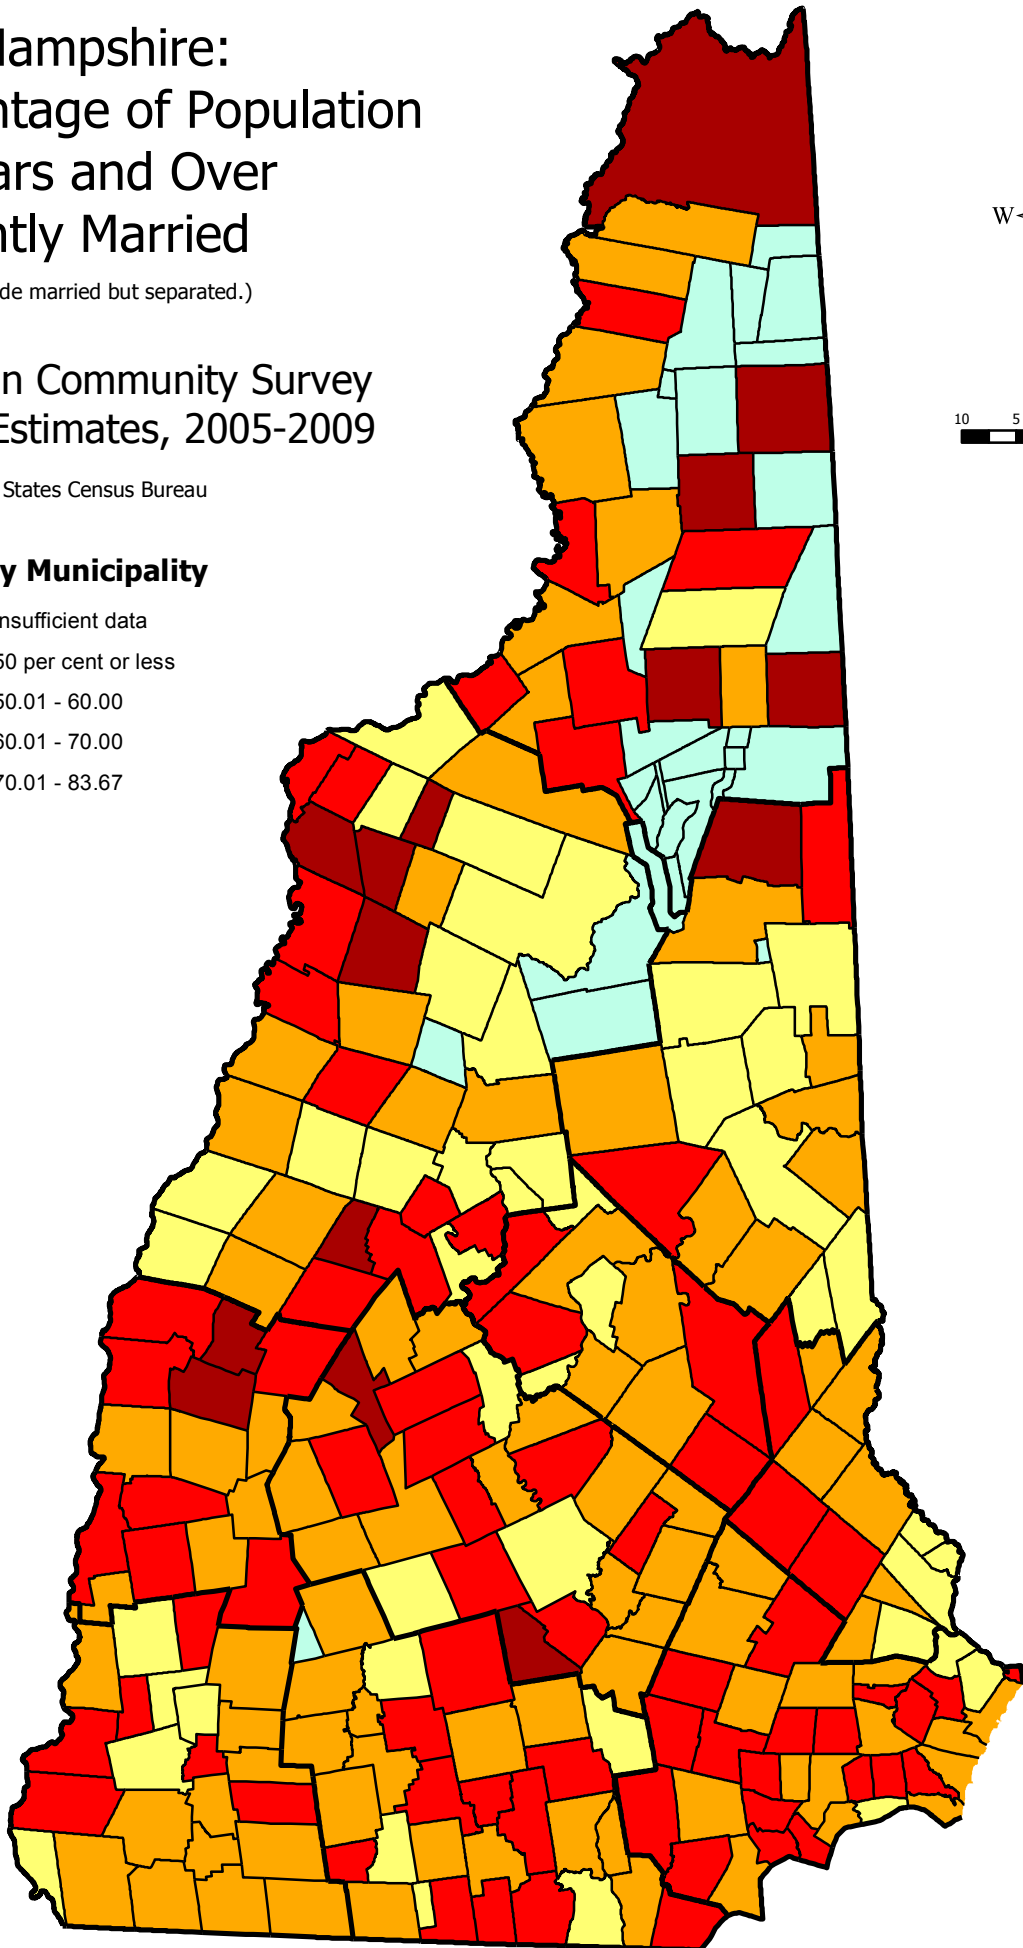 Hampshire:
ntage of Population
ars and Over
ntly Married
de married but separated.)
n Community Survey
Estimates, 2005-2009
States Census Bureau
y Municipality
nsufficient data
50 per cent or less
50.01 - 60.00
60.01 - 70.00
70.01 - 83.67
W
10 5